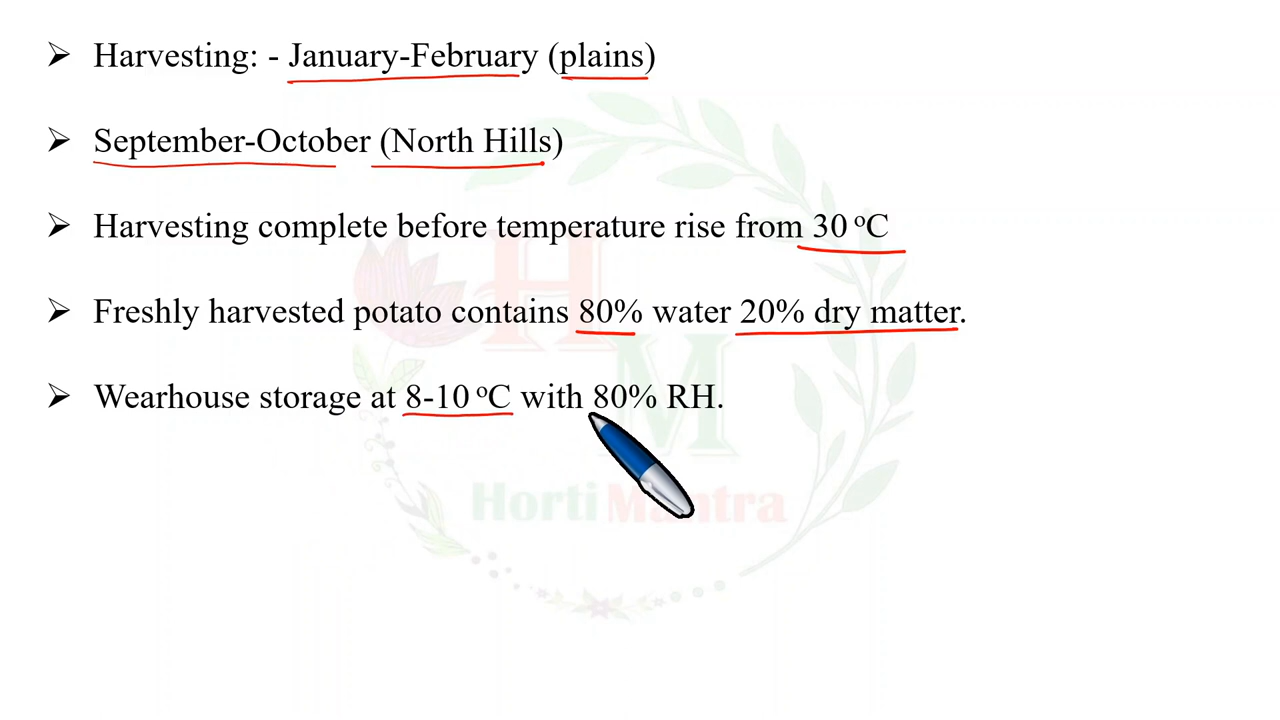 ➢ Harvesting: - January-February (plains)
➢ September-October (North Hills)
➢ Harvesting complete before temperature rise from 30 ºC
➢ Freshly harvested potato contains 80% water 20% dry matter.
➢ Wearhouse storage at 8-10 ºC with 80% RH.
H
M
Horti Mantra